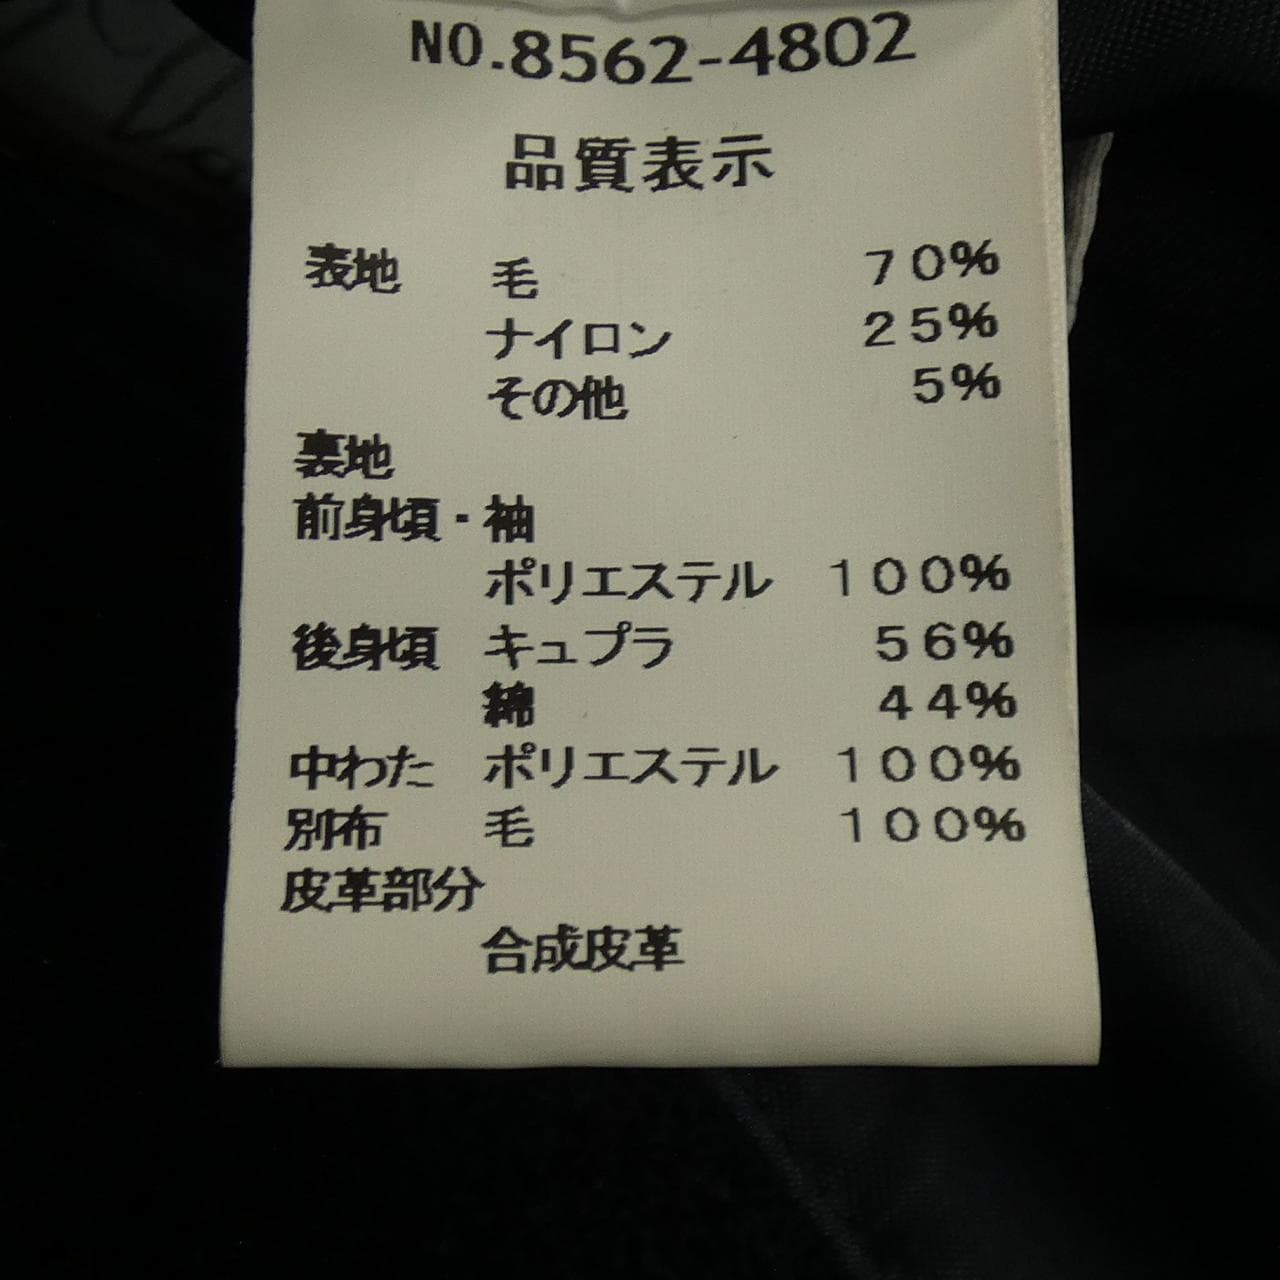 NO.8562-4802
品質表示
表地 毛 70%
ナイロン 25%
その他 5%
裏地
前身頃・袖
ポリエステル 100%
後身頃 キュプラ 56%
綿 44%
中わた ポリエステル 100%
別布 毛 100%
皮革部分
合成皮革